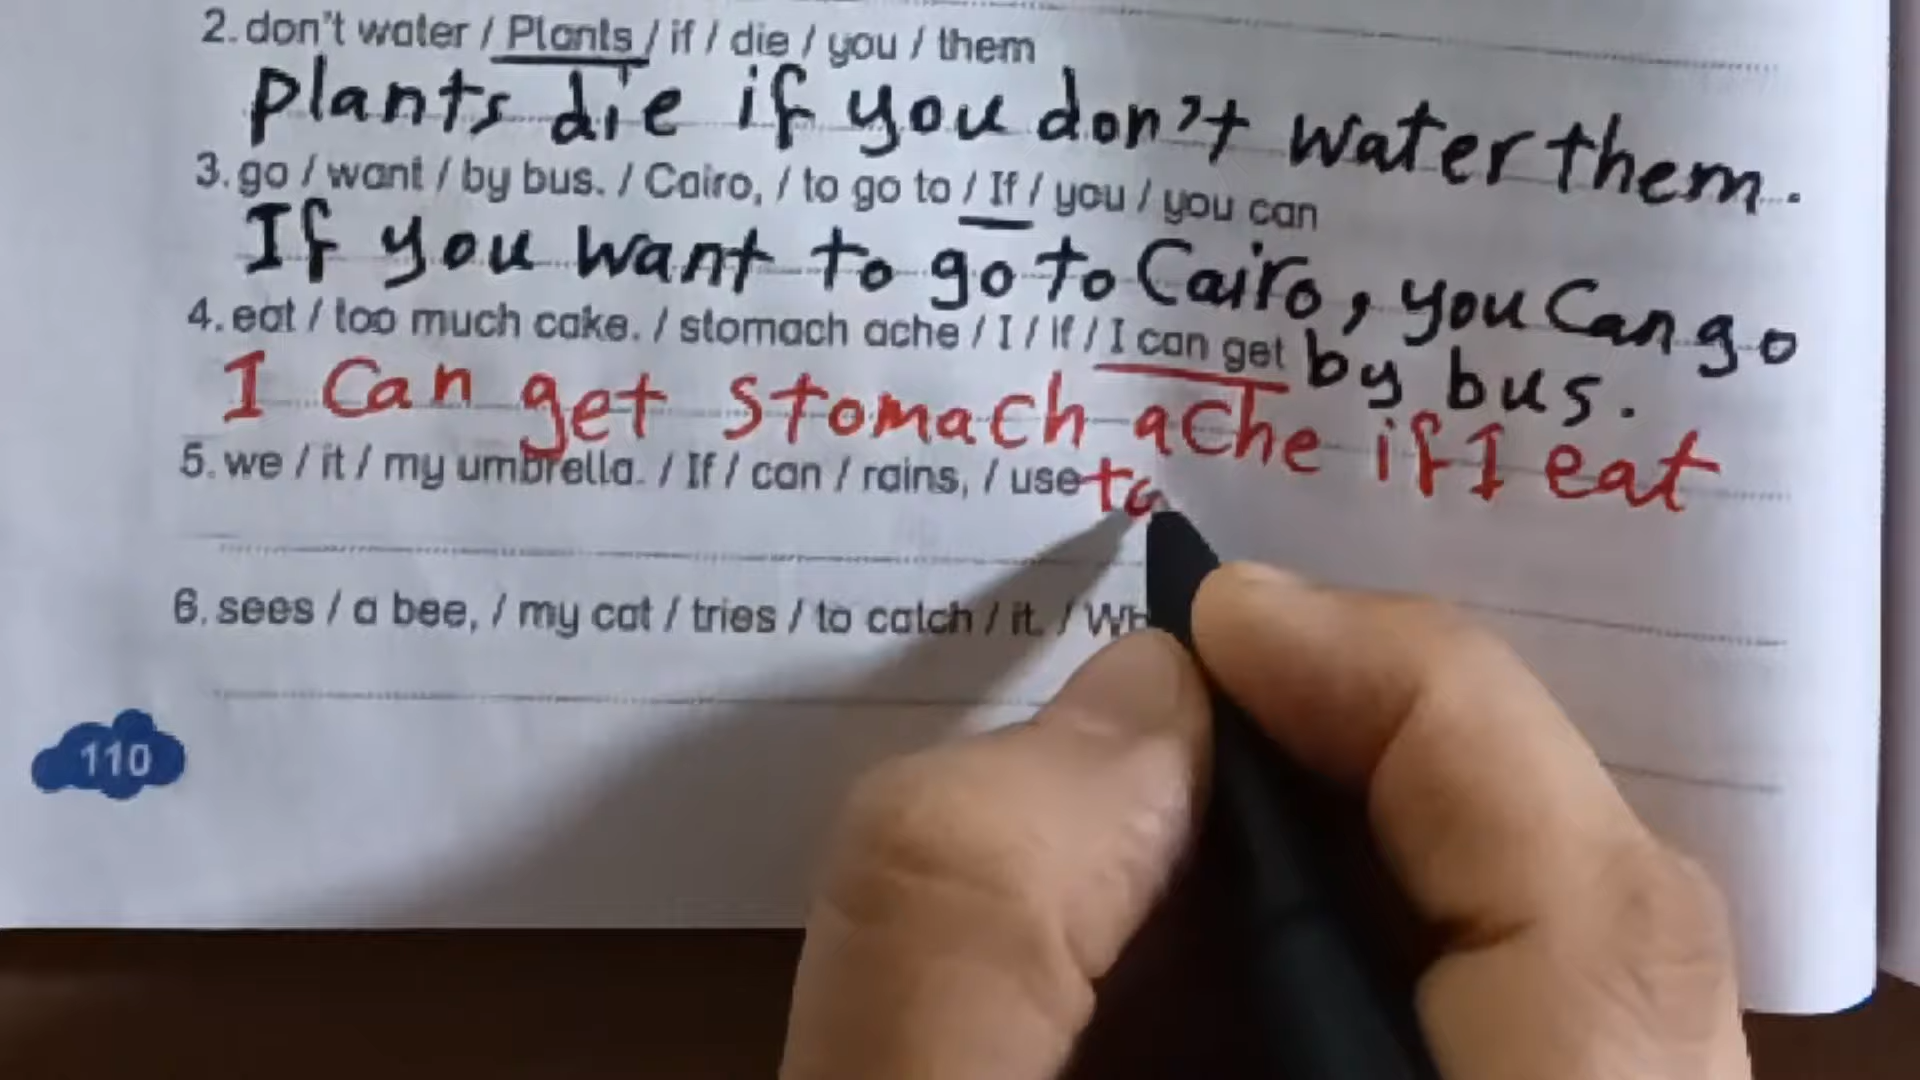 2. don't water / Plants / if / die / you / them
plants die if you don't water them.
3. go / want / by bus. / Cairo, / to go to / If / you / you can
If you want to go to Cairo, you Can go
by bus.
4. eat / too much cake. / stomach ache / I / if / I can get
I Can get stomach ache if I eat
to
5. we / it / my umbrella. / If / can / rains, / use
6. sees / a bee, / my cat / tries / to catch / it. /
110